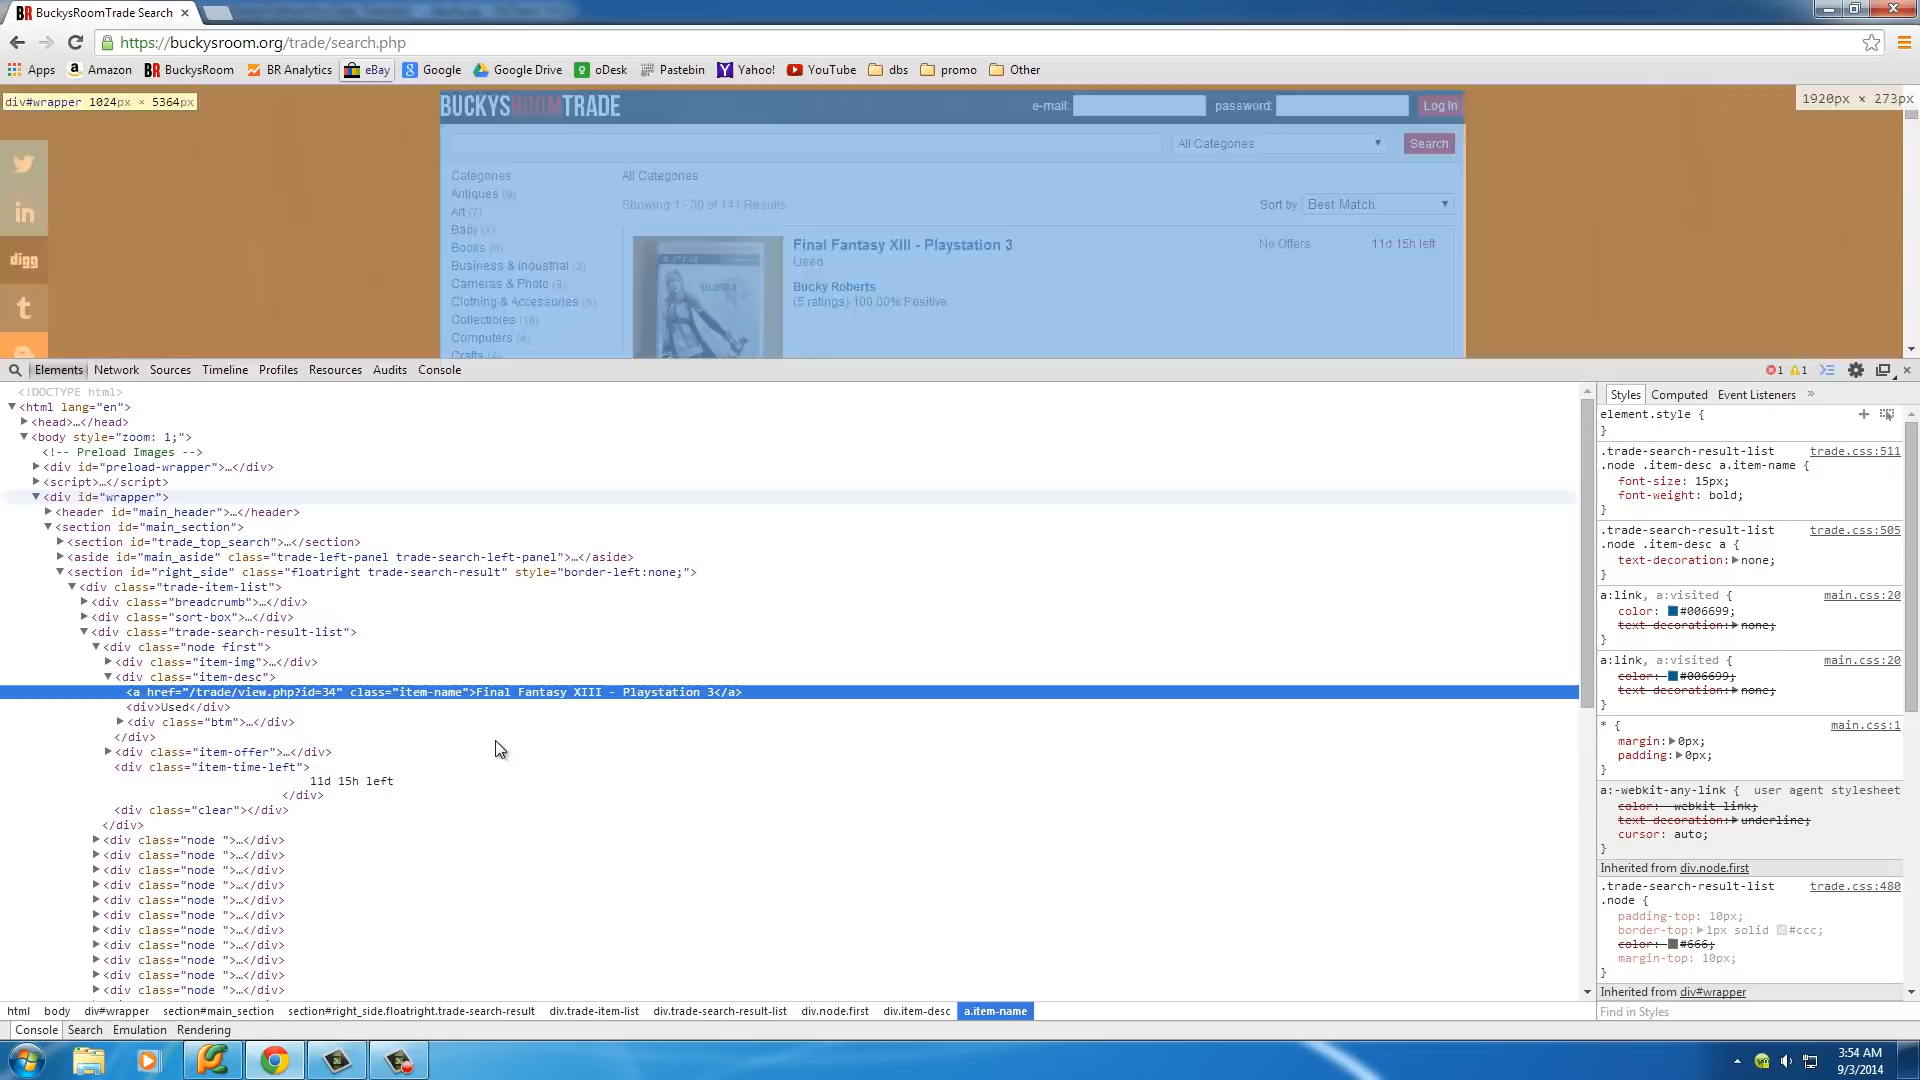 BuckysRoomTrade Search
https://buckysroom.org/trade/search.php
Apps Amazon BuckysRoom BR Analytics eBay Google Google Drive oDesk Pastebin Yahoo! YouTube dbs promo Other
div#wrapper 1024px × 5364px
1920px × 273px
BUCKYSROOMTRADE e-mail: password: Log In
All Categories Search
Categories All Categories
Antiques (9)
Art (7)
Showing 1 - 30 of 141 Results Sort by Best Match
Baby
Books
Business & Industrial (2)
Cameras & Photo (9)
Clothing & Accessories
Collectibles (16)
Computers (4)
Crafts (4)
Final Fantasy XIII - Playstation 3 No Offers 11d 15h left
Used
Bucky Roberts
(5 ratings) 100.00% Positive
digg
Elements Network Sources Timeline Profiles Resources Audits Console 1 1
<!DOCTYPE html>
<html lang="en">
<head>…</head>
<body style="zoom: 1;">
<!-- Preload Images -->
<div id="preload-wrapper">…</div>
<script>…</script>
<div id="wrapper">
<header id="main_header">…</header>
<section id="main_section">
<section id="trade_top_search">…</section>
<aside id="main_aside" class="trade-left-panel trade-search-left-panel">…</aside>
<section id="right_side" class="floatright trade-search-result" style="border-left:none;">
<div class="trade-item-list">
<div class="breadcrumb">…</div>
<div class="sort-box">…</div>
<div class="trade-search-result-list">
<div class="node first">
<div class="item-img">…</div>
<div class="item-desc">
<a href="/trade/view.php?id=34" class="item-name">Final Fantasy XIII - Playstation 3</a>
<div>Used</div>
<div class="btm">…</div>
</div>
<div class="item-offer">…</div>
<div class="item-time-left">
11d 15h left
</div>
<div class="clear"></div>
</div>
<div class="node ">…</div>
<div class="node ">…</div>
<div class="node ">…</div>
<div class="node ">…</div>
<div class="node ">…</div>
<div class="node ">…</div>
<div class="node ">…</div>
<div class="node ">…</div>
<div class="node ">…</div>
<div class="node ">…</div>
<div class="node ">…</div>
Styles Computed Event Listeners »
element.style {
}
.trade-search-result-list trade.css:511
.node .item-desc a.item-name {
font-size: 15px;
font-weight: bold;
}
.trade-search-result-list trade.css:505
.node .item-desc a {
text-decoration: none;
}
a:link, a:visited { main.css:20
color: #006699;
text-decoration: none;
}
a:link, a:visited { main.css:20
color: #006699;
text-decoration: none;
}
* { main.css:1
margin: 0px;
padding: 0px;
}
a:-webkit-any-link { user agent stylesheet
color: -webkit-link;
text-decoration: underline;
cursor: auto;
}
Inherited from div.node.first
.trade-search-result-list trade.css:480
.node {
padding-top: 10px;
border-top: 1px solid #ccc;
color: #666;
margin-top: 10px;
}
Inherited from div#wrapper
Find in Styles
html body div#wrapper section#main_section section#right_side.floatright.trade-search-result div.trade-item-list div.trade-search-result-list div.node.first div.item-desc a.item-name
Console Search Emulation Rendering
3:54 AM
9/3/2014